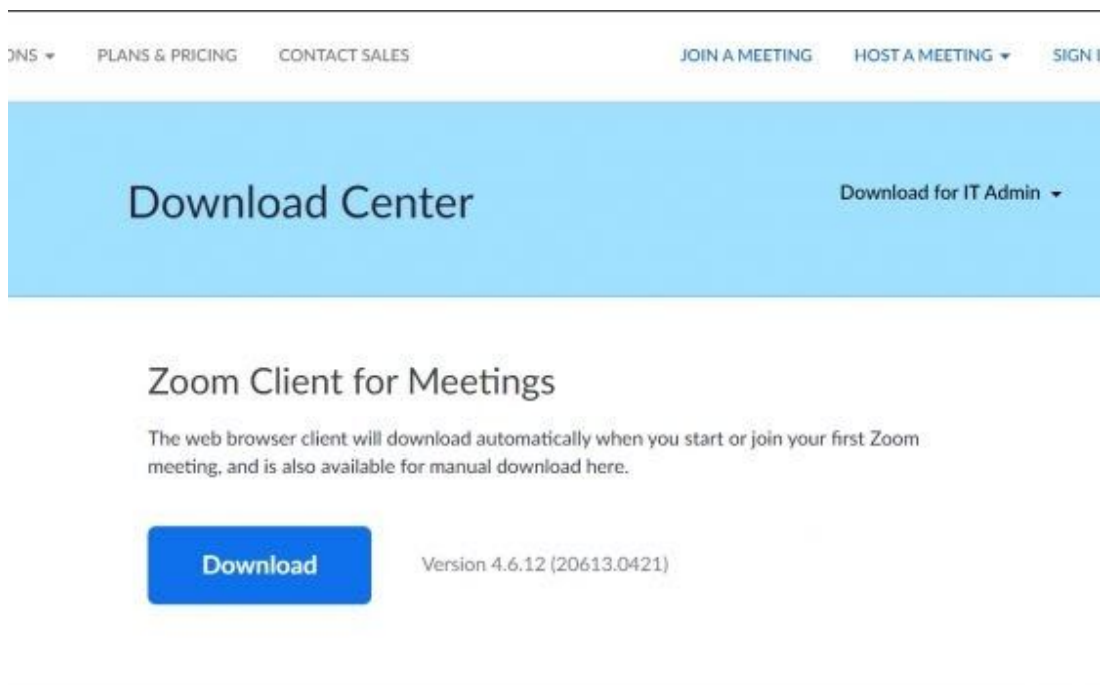 PLANS & PRICING CONTACT SALES JOIN A MEETING HOST A MEETING SIGN
Download Center
Download for IT Admin
Zoom Client for Meetings
The web browser client will download automatically when you start or join your first Zoom
meeting, and is also available for manual download here.
Download
Version 4.6.12 (20613.0421)